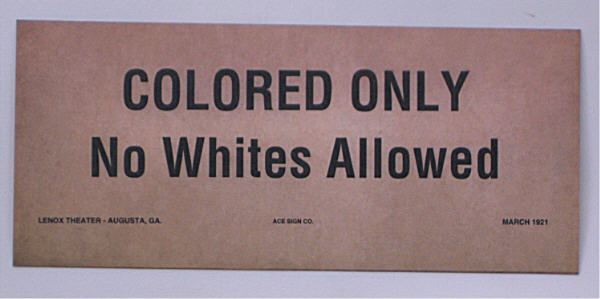 COLORED ONLY
No Whites Allowed
LENOX THEATER - AUGUSTA, GA. ACE SIGN CO. MARCH 1921